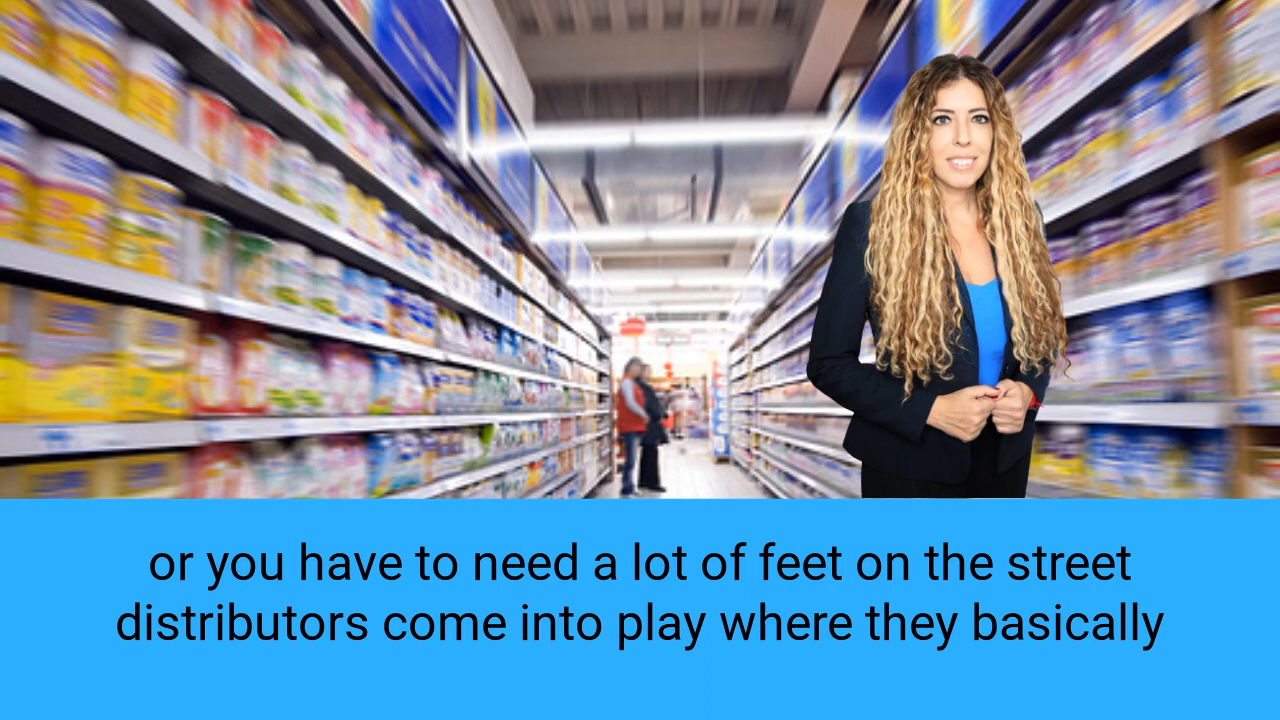 or you have to need a lot of feet on the street
distributors come into play where they basically